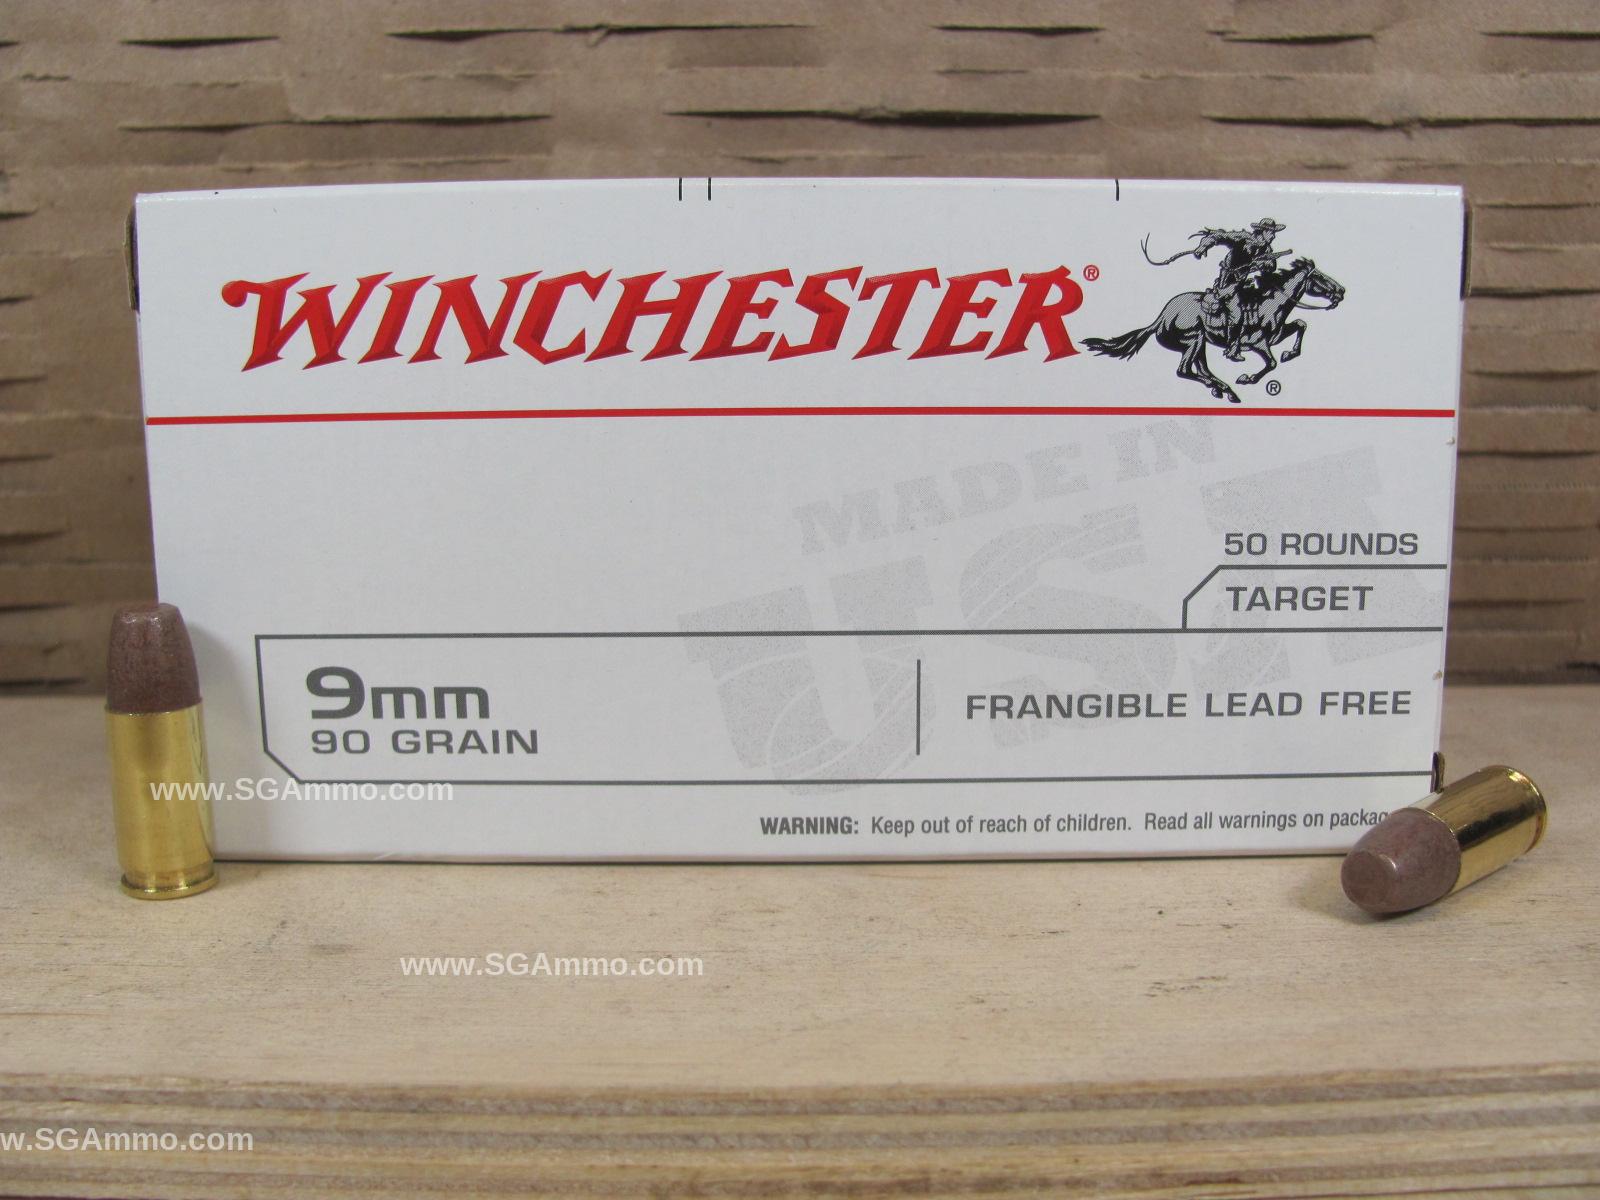 WINCHESTER®
®
MADE IN
USA
50 ROUNDS
TARGET
9mm
90 GRAIN
FRANGIBLE LEAD FREE
www.SGAmmo.com
WARNING: Keep out of reach of children. Read all warnings on packag
www.SGAmmo.com
w.SGAmmo.com